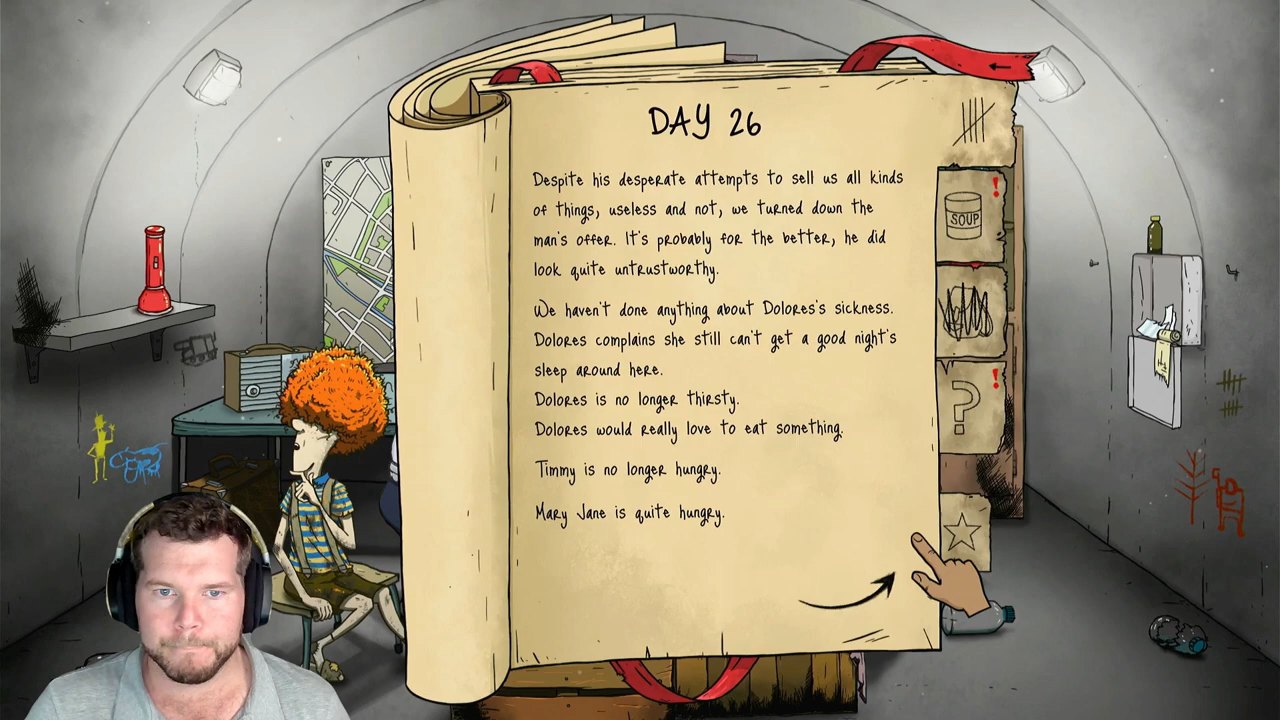 DAY 26
Despite his desperate attempts to sell us all kinds
of things, useless and not, we turned down the
man's offer. It's probably for the better, he did
look quite untrustworthy.
We haven't done anything about Dolores's sickness.
Dolores complains she still can't get a good night's
sleep around here.
Dolores is no longer thirsty.
Dolores would really love to eat something.
Timmy is no longer hungry.
Mary Jane is quite hungry.
!
SOUP
!
?